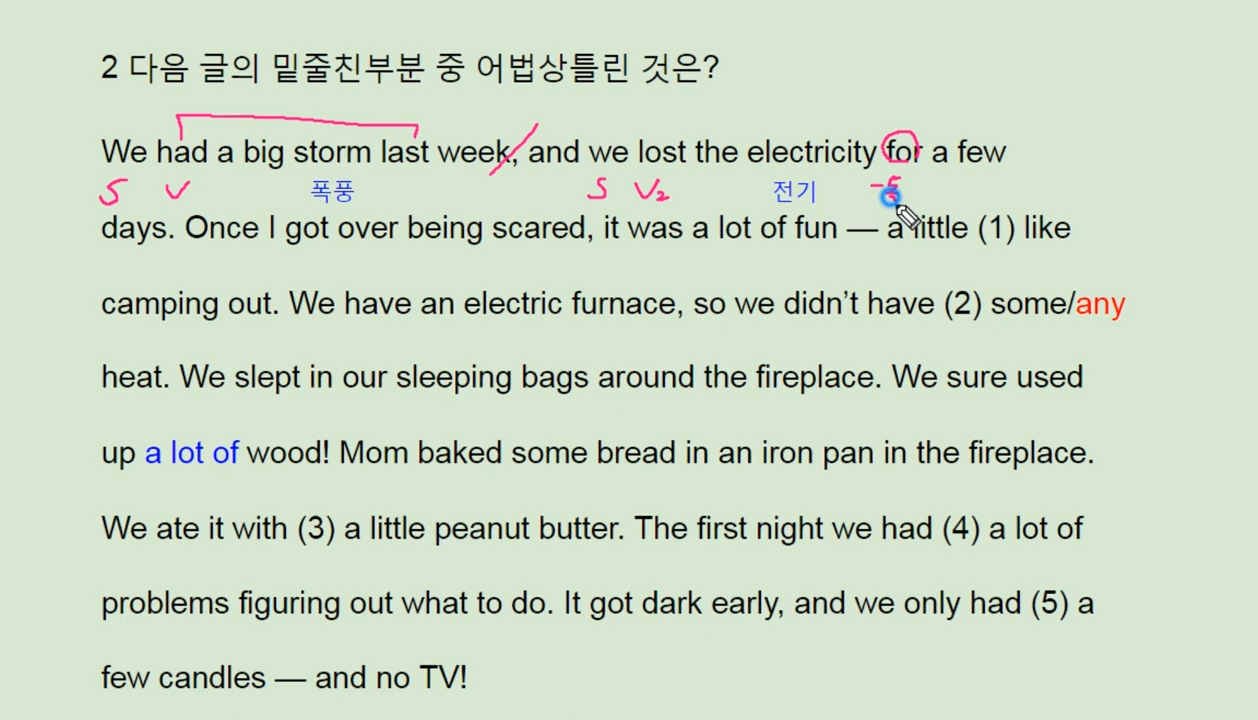 2 다음 글의 밑줄친부분 중 어법상틀린 것은?
We had a big storm last week, and we lost the electricity for a few
S V 폭풍 S V2 전기
days. Once I got over being scared, it was a lot of fun — a little (1) like
camping out. We have an electric furnace, so we didn’t have (2) some/any
heat. We slept in our sleeping bags around the fireplace. We sure used
up a lot of wood! Mom baked some bread in an iron pan in the fireplace.
We ate it with (3) a little peanut butter. The first night we had (4) a lot of
problems figuring out what to do. It got dark early, and we only had (5) a
few candles — and no TV!